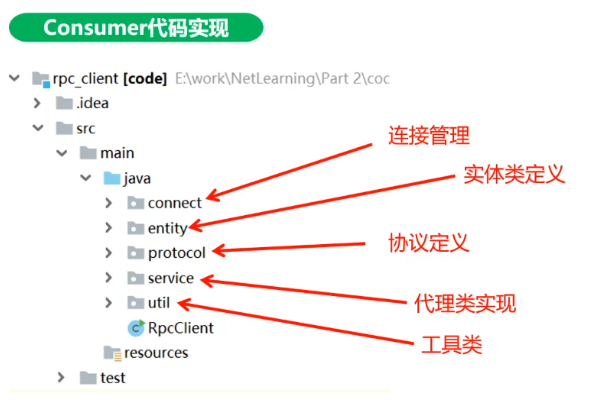 Consumer代码实现
rpc_client [code] E:\work\NetLearning\Part 2\coc
.idea
src
main
java
connect
连接管理
entity
实体类定义
protocol
协议定义
service
代理类实现
util
工具类
RpcClient
resources
test